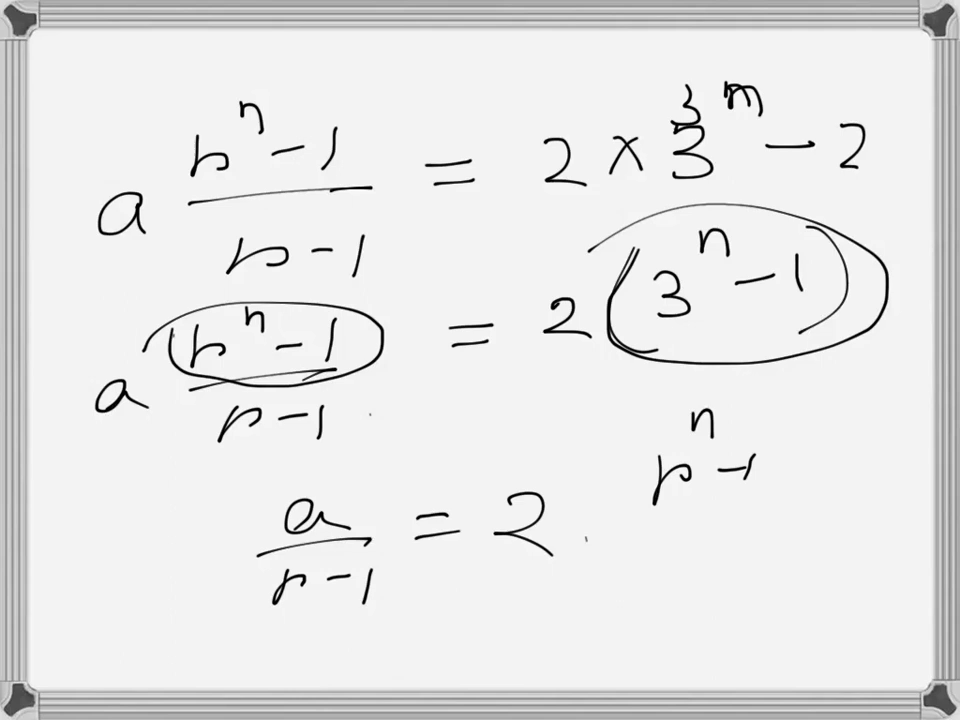 a (r^n - 1)/(r - 1) = 2 × 3^m - 2
a (r^n - 1)/(r - 1) = 2 (3^n - 1)
r^n - 1
a/(r - 1) = 2